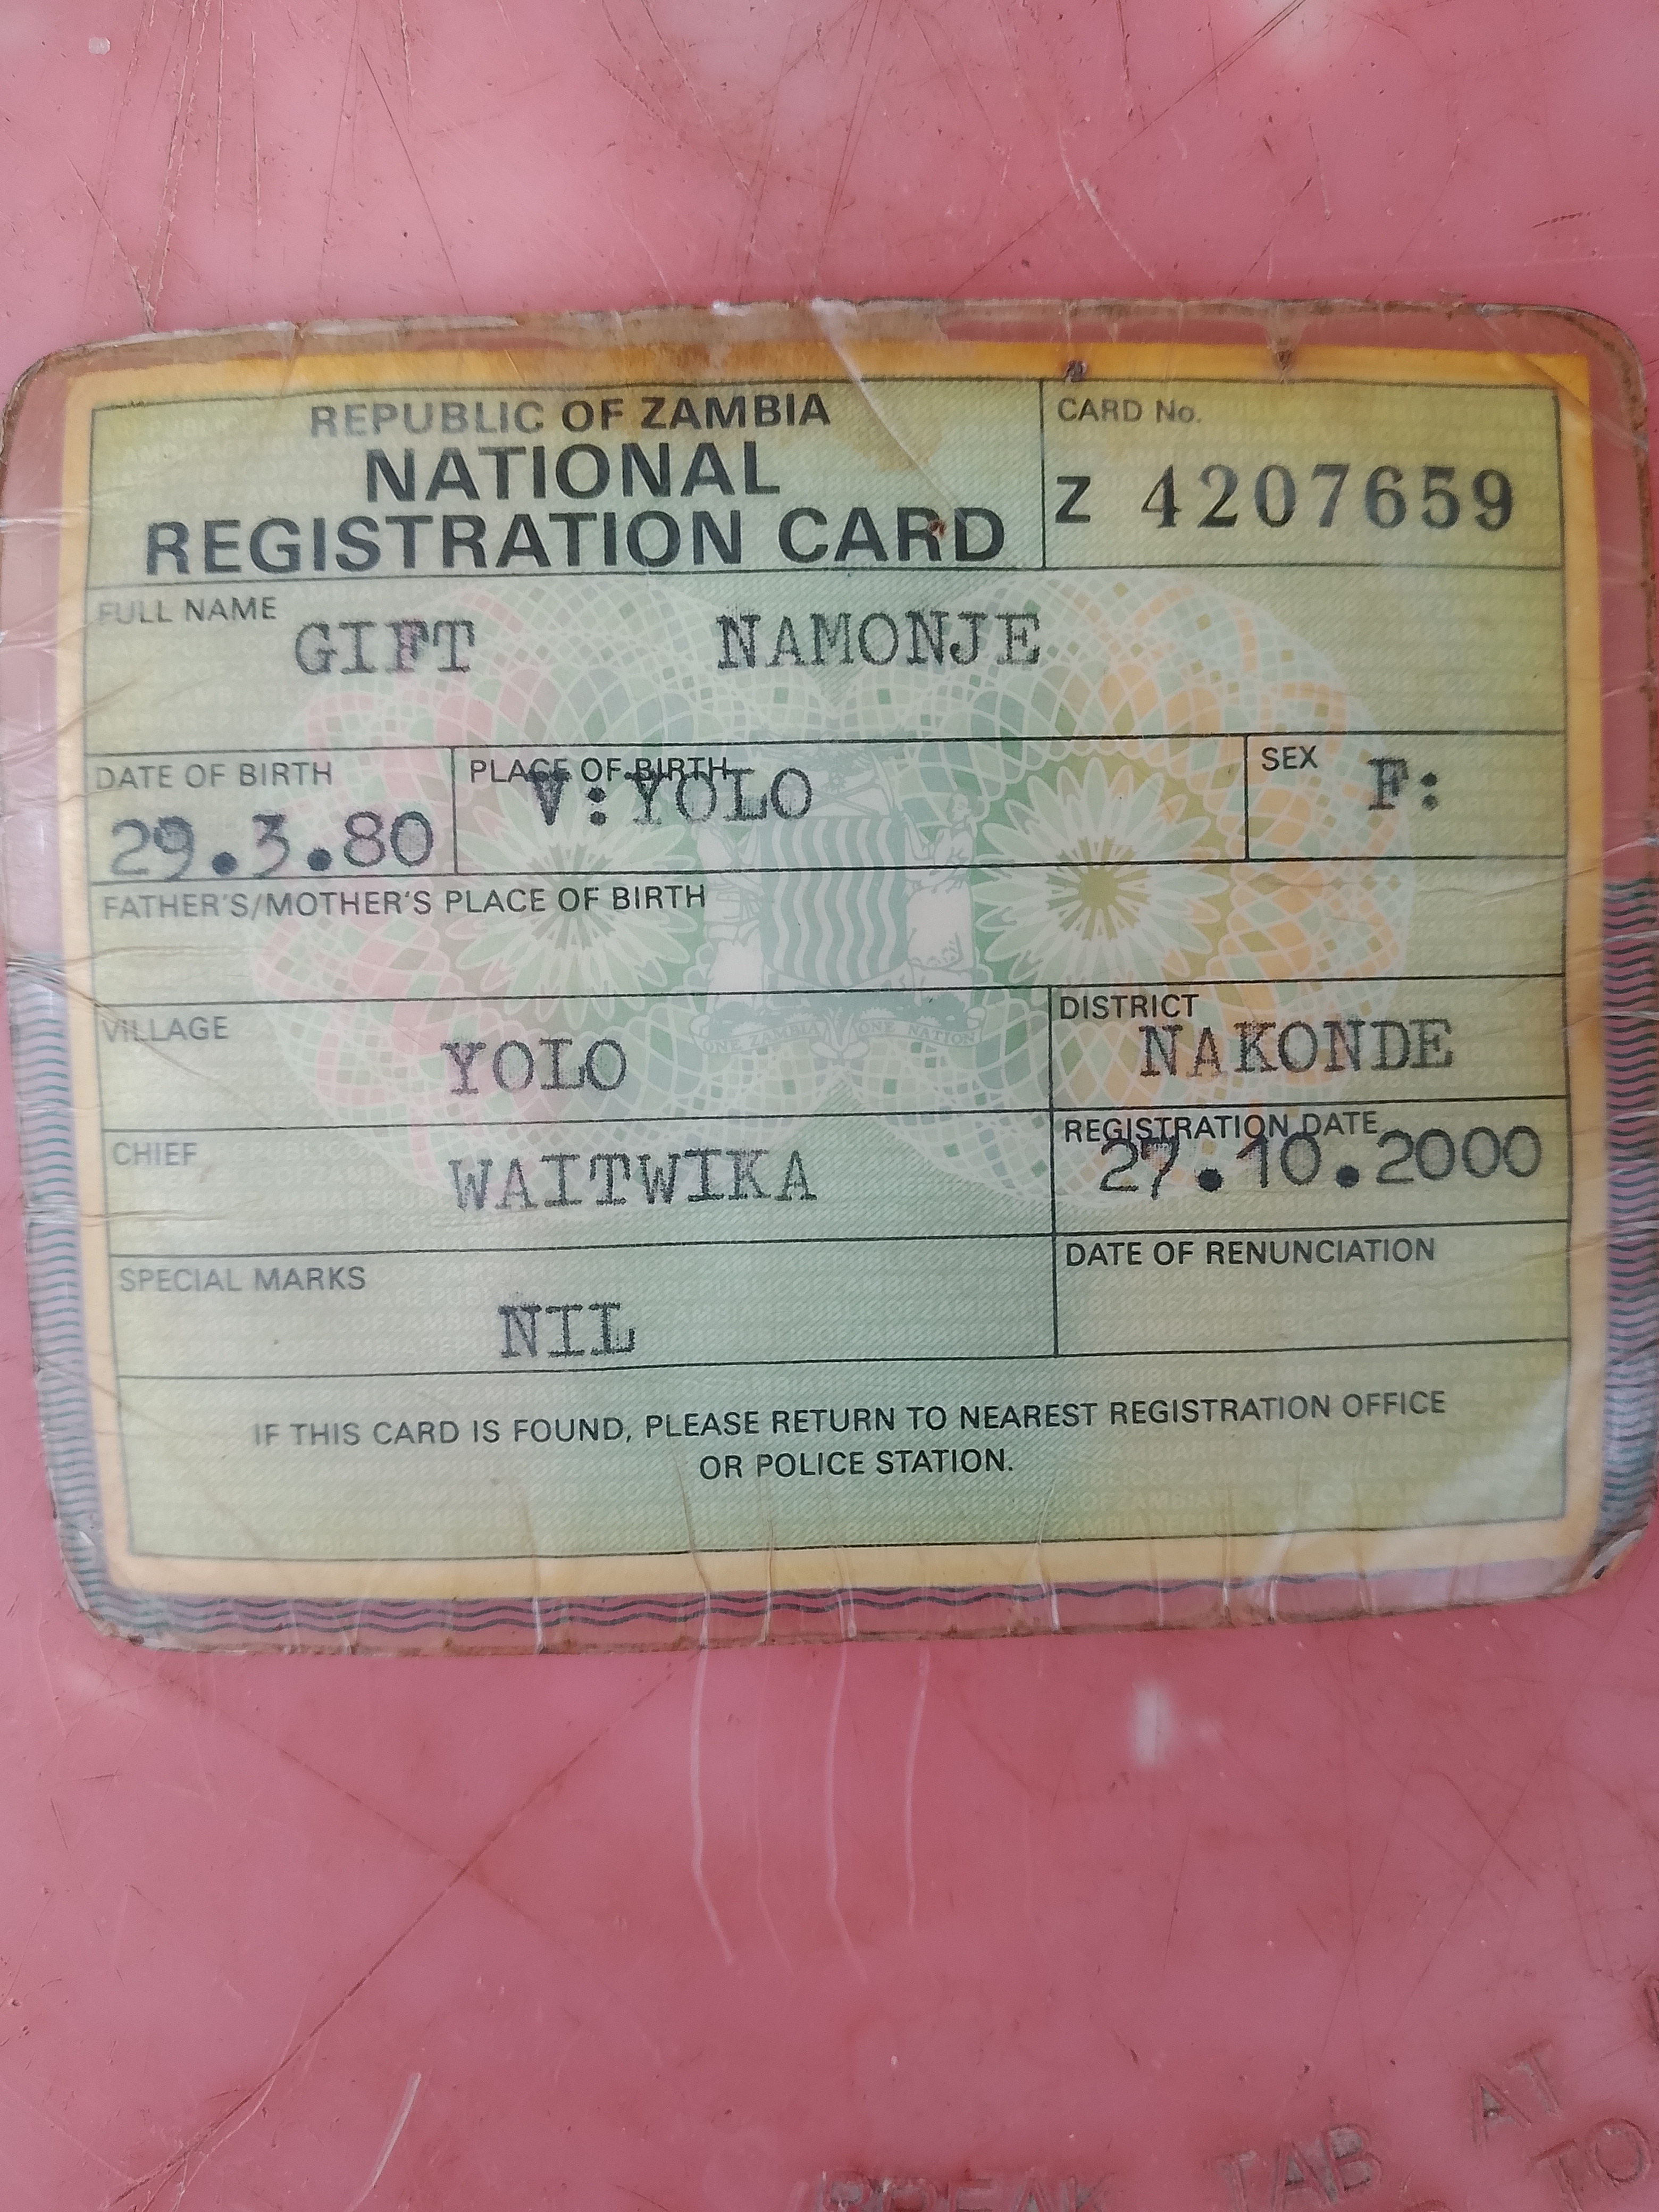 REPUBLIC OF ZAMBIA
NATIONAL
REGISTRATION CARD
CARD No.
Z 4207659
FULL NAME
GIFT NAMONJE
DATE OF BIRTH
29.3.80
PLACE OF BIRTH
V:YOLO
SEX
F:
FATHER'S/MOTHER'S PLACE OF BIRTH
VILLAGE
YOLO
DISTRICT
NAKONDE
CHIEF
WAITWIKA
REGISTRATION DATE
27.10.2000
SPECIAL MARKS
NIL
DATE OF RENUNCIATION
ONE ZAMBIA ONE NATION
IF THIS CARD IS FOUND, PLEASE RETURN TO NEAREST REGISTRATION OFFICE
OR POLICE STATION.
TAB AT
TO